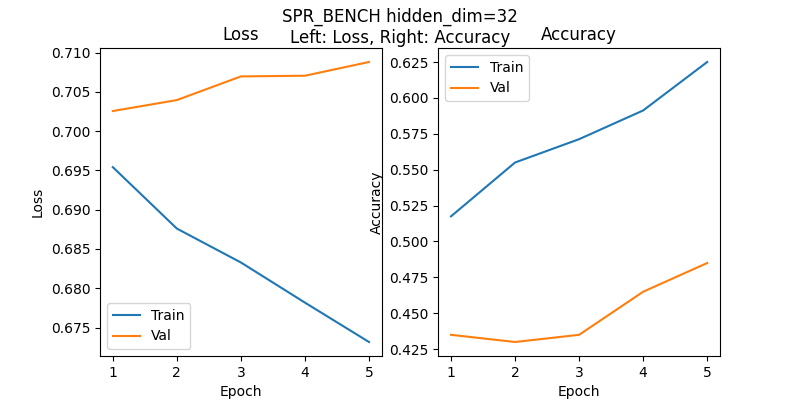 SPR_BENCH hidden_dim=32
Left: Loss, Right: Accuracy
Loss
0.710
0.705
0.700
0.695
0.690
0.685
0.680
0.675
Loss
Train
Val
1 2 3 4 5
Epoch
Accuracy
0.625
0.600
0.575
0.550
0.525
0.500
0.475
0.450
0.425
Accuracy
Train
Val
1 2 3 4 5
Epoch